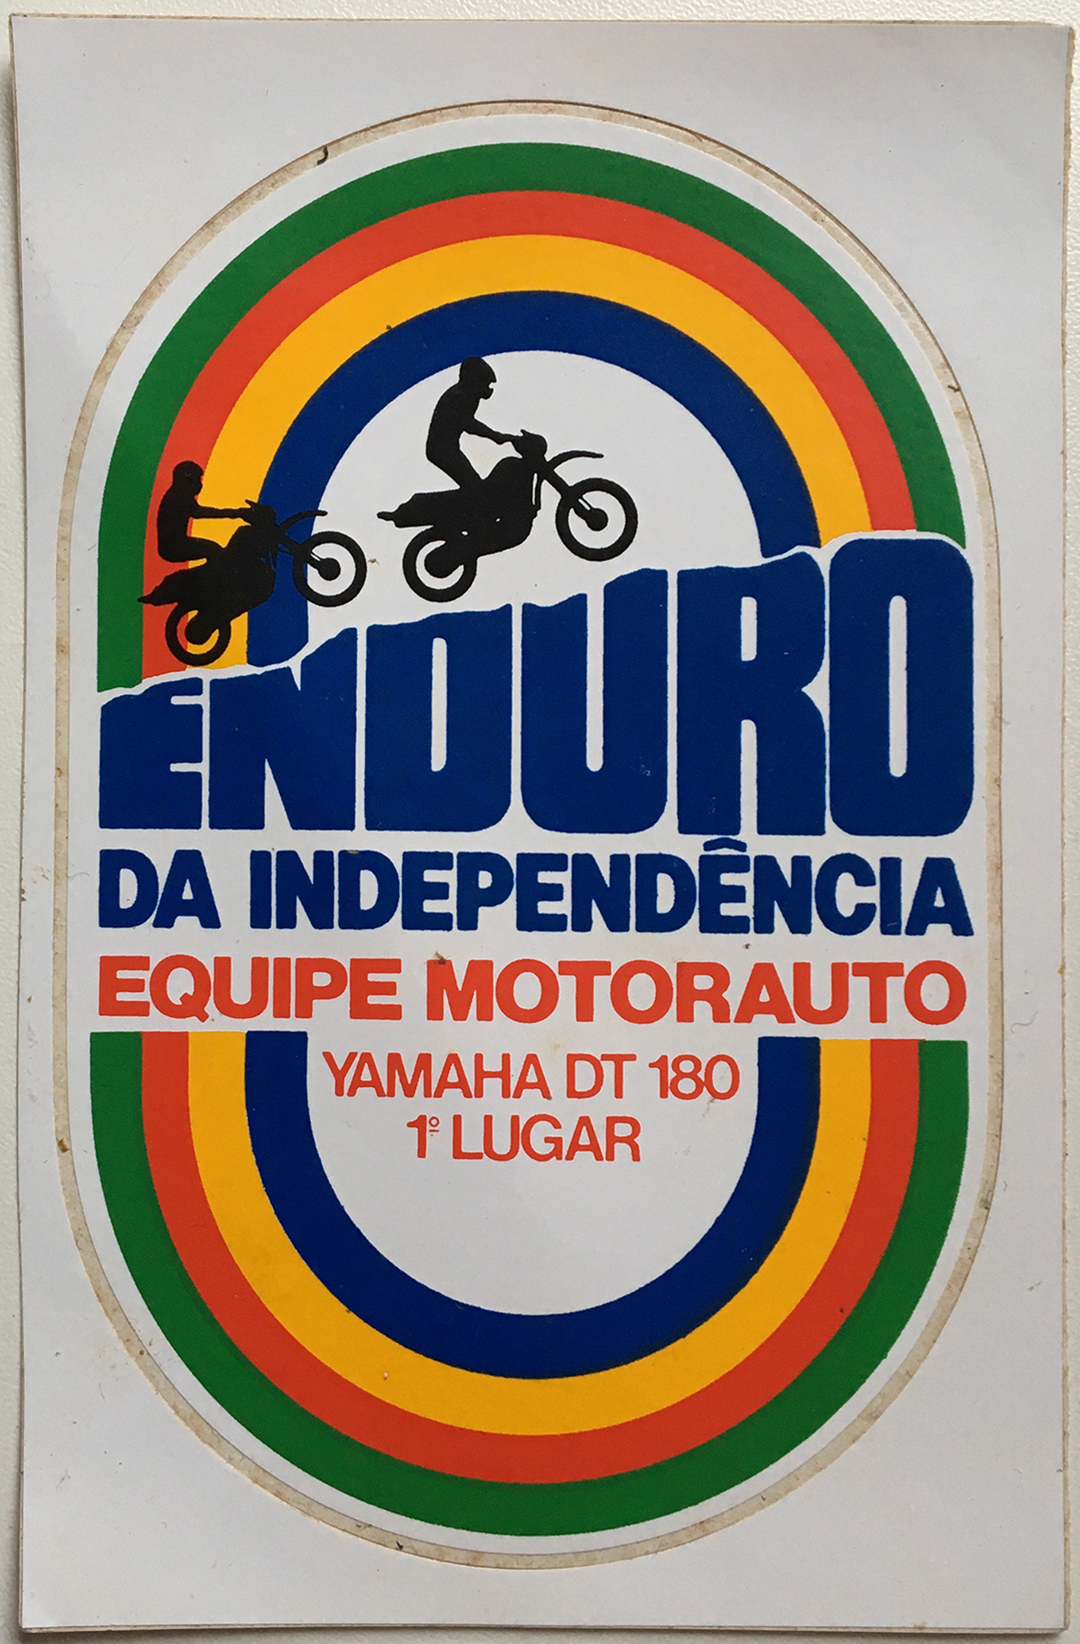 ENDURO
DA INDEPENDÊNCIA
EQUIPE MOTORAUTO
YAMAHA DT 180
1º LUGAR